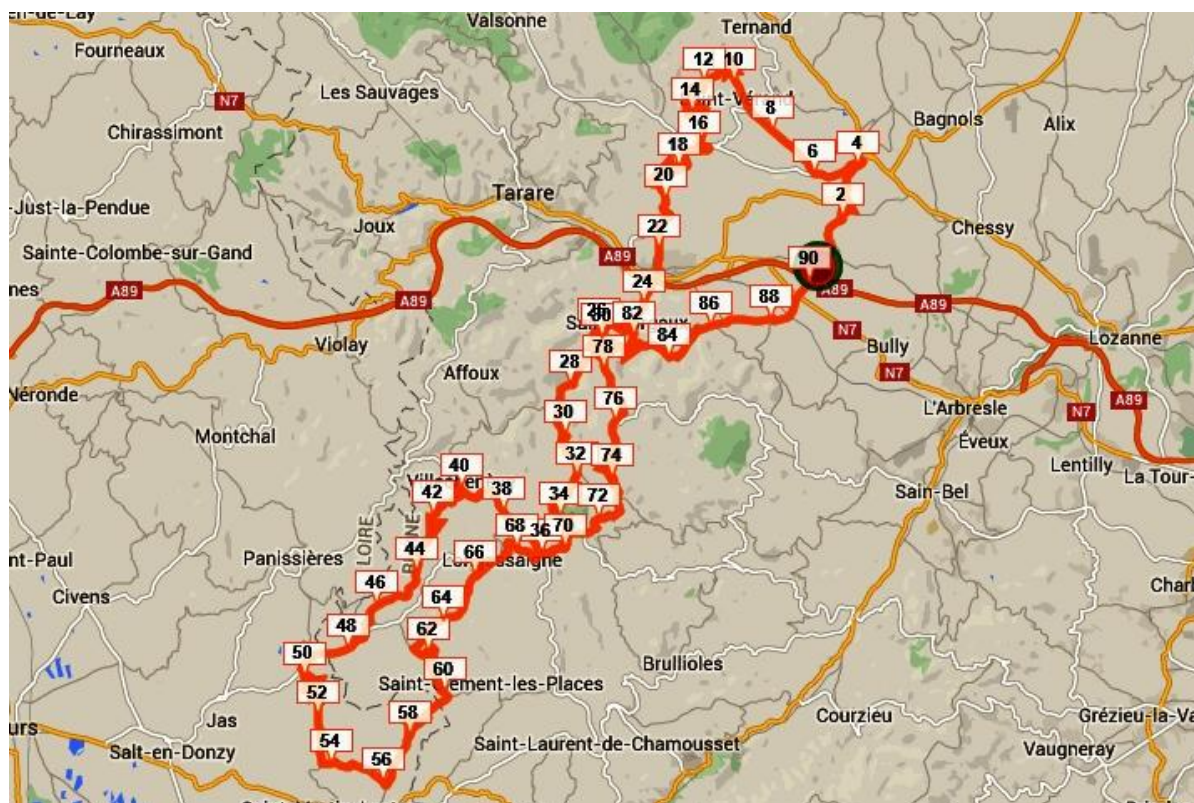 en-de-Lay
Valsonne
Ternand
Fourneaux
12
10
N7
Les Sauvages
14
8
Chirassimont
16
Bagnols
Alix
18
6
4
20
Tarare
2
-Just-la-Pendue
Joux
22
Chessy
Sainte-Colombe-sur-Gand
A89
90
24
A89
A89
A89
A89
86
88
82
N7
Lozanne
84
Violay
78
Bully
28
Affoux
N7
Néronde
76
A89
30
L'Arbresle
N7
Montchal
Éveux
32
74
Lentilly
40
La Tour-
38
42
34
72
Sain-Bel
68
36
70
LOIRE
44
66
Panissières
nt-Paul
46
64
Civens
48
62
50
60
Brullioles
52
58
Jas
Courzieu
Grézieu-la-Va
54
56
Saint-Laurent-de-Chamousset
Salt-en-Donzy
Vaugneray